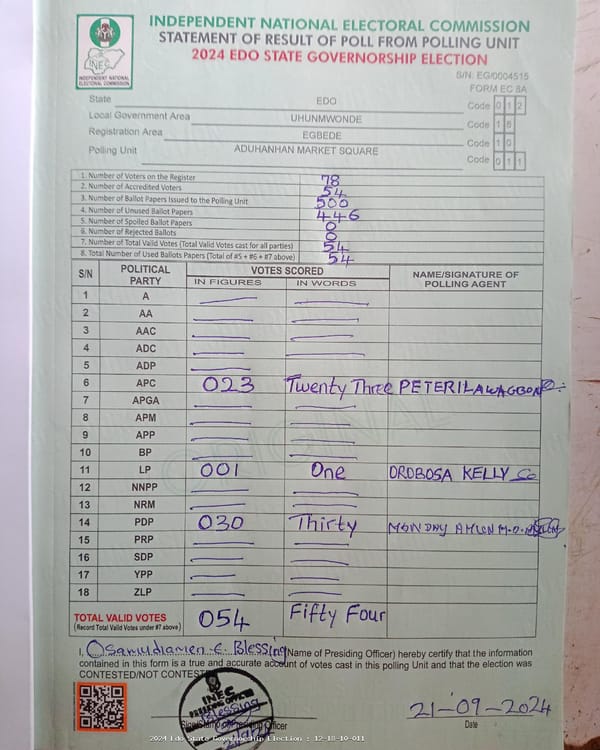 INDEPENDENT NATIONAL ELECTORAL COMMISSION
STATEMENT OF RESULT OF POLL FROM POLLING UNIT
2024 EDO STATE GOVERNORSHIP ELECTION
INEC
INDEPENDENT NATIONAL ELECTORAL COMMISSION
S/N: EG/0004515
FORM EC 8A
State EDO Code 0 1 2
Local Government Area UHUNMWONDE Code 1 8
Registration Area EGBEDE Code 1 0
Polling Unit ADUHANHAN MARKET SQUARE Code 0 1 1
1. Number of Voters on the Register 78
2. Number of Accredited Voters 54
3. Number of Ballot Papers Issued to the Polling Unit 500
4. Number of Unused Ballot Papers 446
5. Number of Spoiled Ballot Papers 0
6. Number of Rejected Ballots 0
7. Number of Total Valid Votes (Total Valid Votes cast for all parties) 54
8. Total Number of Used Ballots Papers (Total of #5 + #6 + #7 above) 54
S/N POLITICAL PARTY VOTES SCORED NAME/SIGNATURE OF POLLING AGENT
IN FIGURES IN WORDS
1 A
2 AA
3 AAC
4 ADC
5 ADP
6 APC 023 Twenty Three PETER ILAWAGBON
7 APGA
8 APM
9 APP
10 BP
11 LP 001 One OROBOSA KELLY
12 NNPP
13 NRM
14 PDP 030 Thirty MONDAY
15 PRP
16 SDP
17 YPP
18 ZLP
TOTAL VALID VOTES 054 Fifty Four
(Record Total Valid Votes under #7 above)
I, Osamudiamen E. Blessing (Name of Presiding Officer) hereby certify that the information
contained in this form is a true and accurate account of votes cast in this polling Unit and that the election was
CONTESTED/NOT CONTESTED
INEC
21-09-2024
Officer Date
2024 Edo State Governorship Election : 12-18-10-011